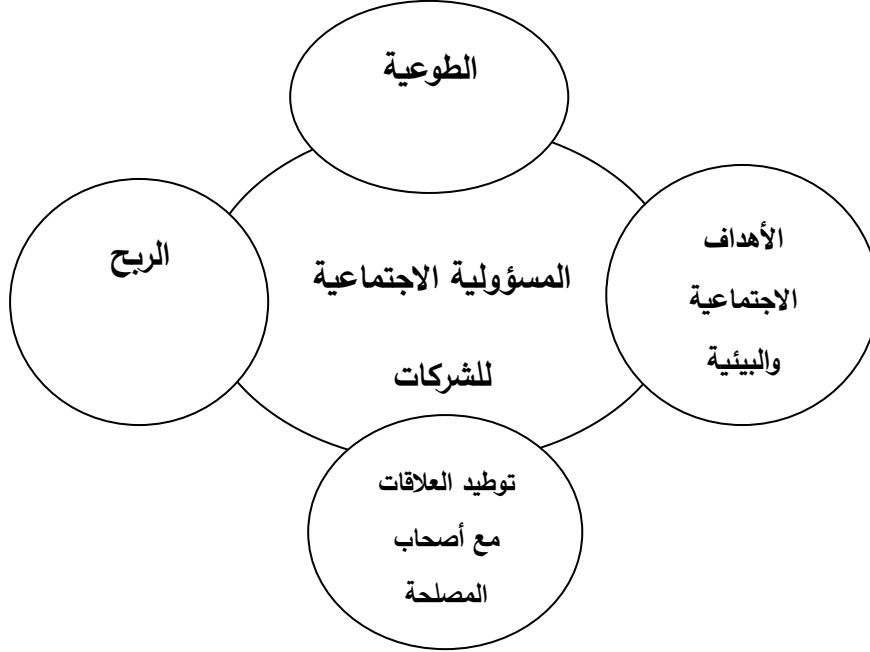 الطوعية
الأهداف
الاجتماعية
والبيئية
المسؤولية الاجتماعية
للشركات
الربح
توطيد العلاقات
مع أصحاب
المصلحة